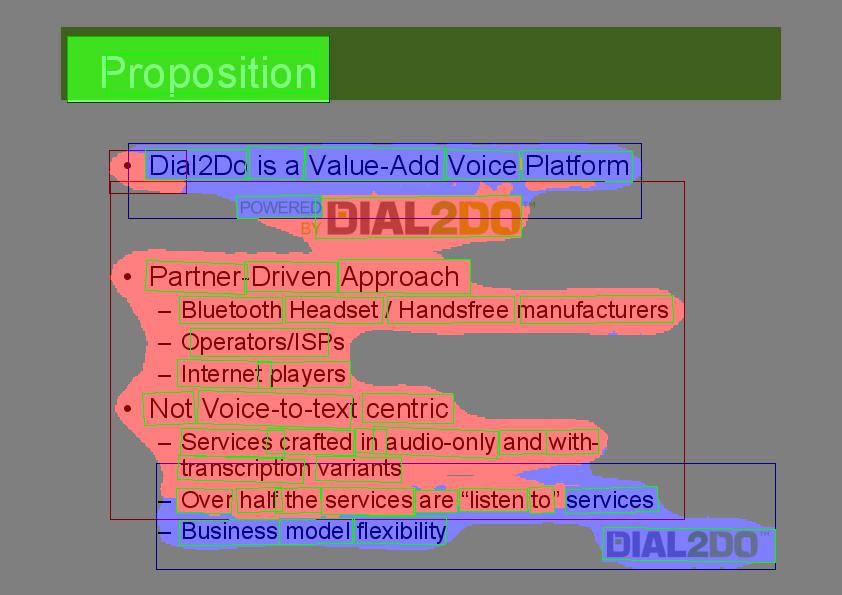 Proposition
• Dial2Do is a Value-Add Voice Platform
POWERED BY DIAL2DO™
• Partner-Driven Approach
– Bluetooth Headset / Handsfree manufacturers
– Operators/ISPs
– Internet players
• Not Voice-to-text centric
– Services crafted in audio-only and with-
transcription variants
– Over half the services are “listen to” services
– Business model flexibility
DIAL2DO™